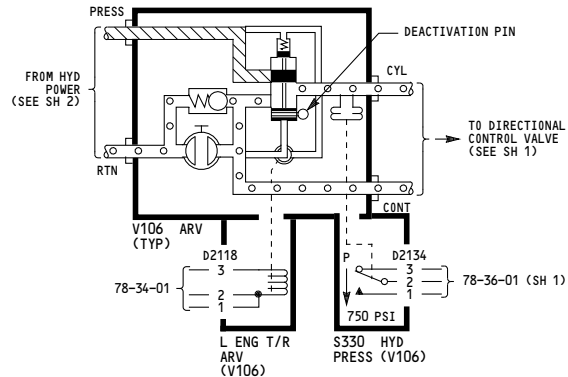 PRESS
DEACTIVATION PIN
FROM HYD
POWER
(SEE SH 2)
CYL
TO DIRECTIONAL
CONTROL VALVE
(SEE SH 1)
RTN
CONT
V106 ARV
(TYP)
D2118
3
2
1
78-34-01
P
D2134
3
2
1
78-36-01 (SH 1)
750 PSI
L ENG T/R
ARV
(V106)
S330 HYD
PRESS (V106)